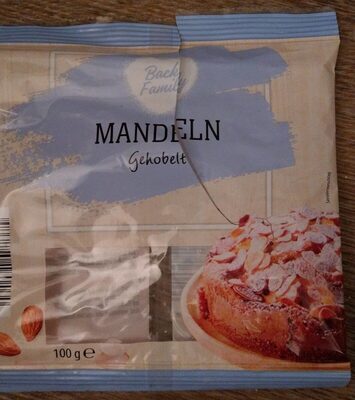 Back
Family
MANDELN
Gehobelt
100 g e